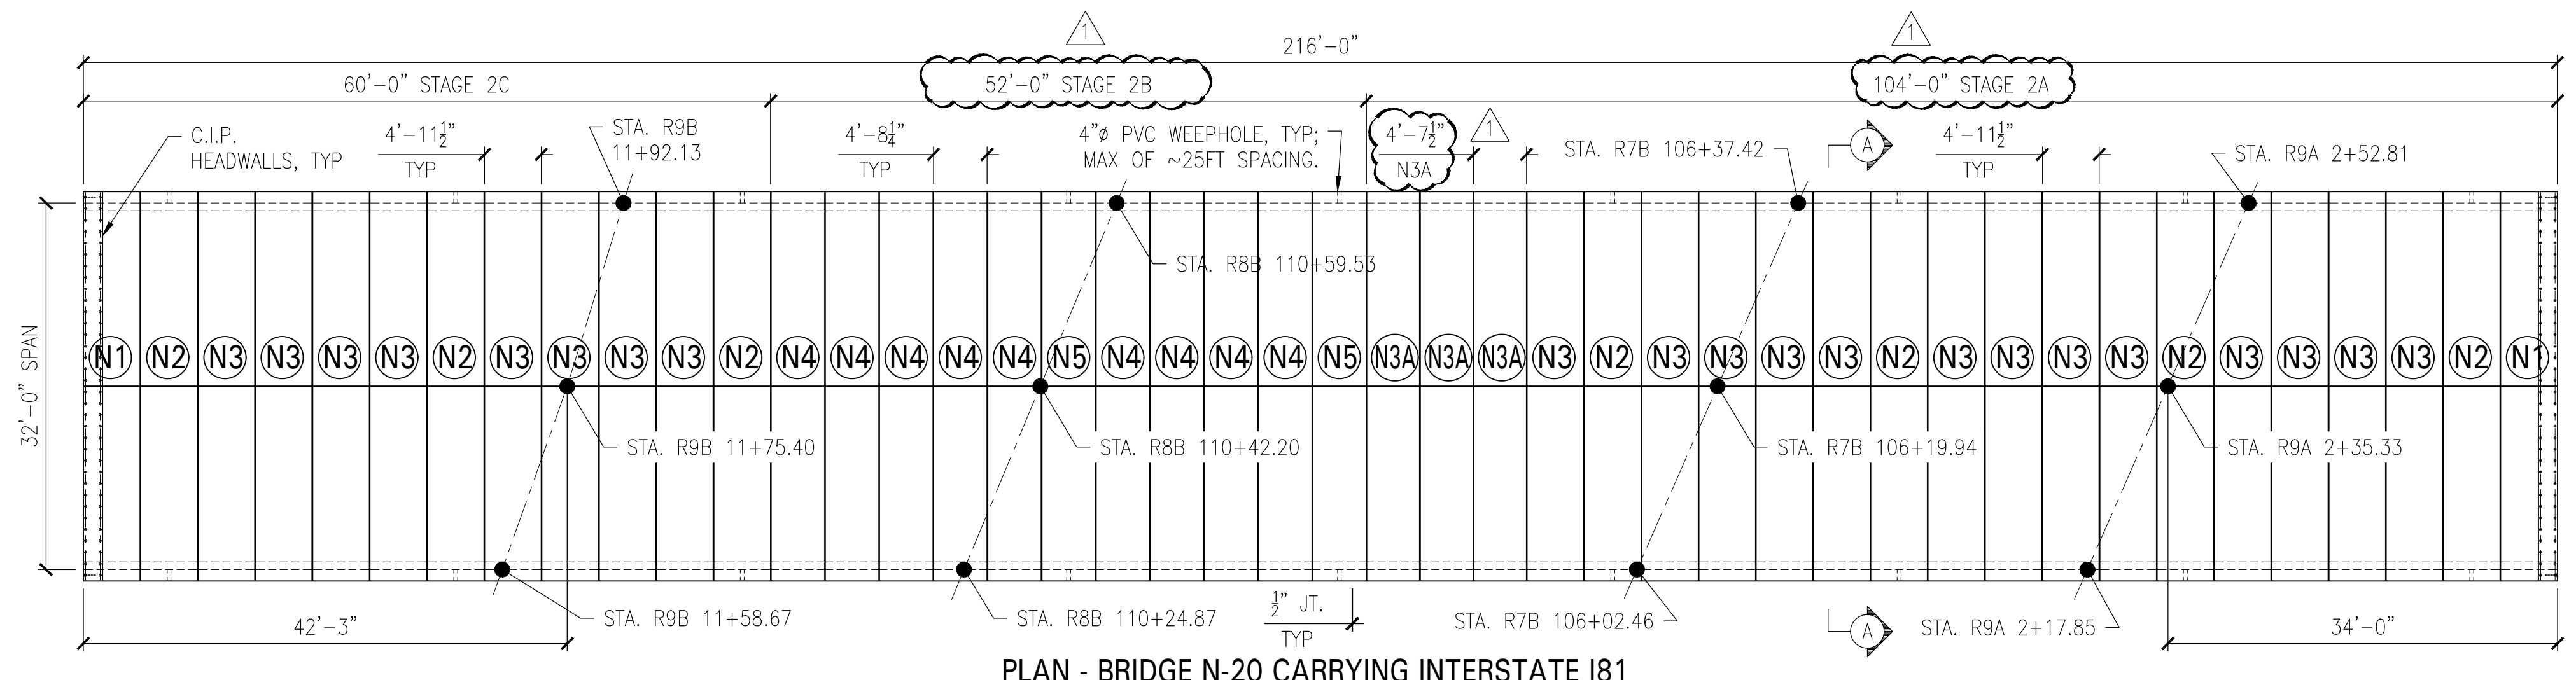 1
1
216'-0"
60'-0" STAGE 2C
52'-0" STAGE 2B
104'-0" STAGE 2A
C.I.P.
HEADWALLS, TYP
4'-11½"
TYP
STA. R9B
11+92.13
4'-8¼"
TYP
4"ø PVC WEEPHOLE, TYP;
MAX OF ~25FT SPACING.
4'-7½"
N3A
1
STA. R7B 106+37.42
A
4'-11½"
TYP
STA. R9A 2+52.81
STA. R8B 110+59.53
32'-0" SPAN
N1 N2 N3 N3 N3 N3 N2 N3 N3 N3 N3 N2 N4 N4 N4 N4 N4 N5 N4 N4 N4 N4 N5 N3A N3A N3A N3 N2 N3 N3 N3 N3 N2 N3 N3 N3 N3 N2 N3 N3 N3 N3 N2 N1
STA. R9B 11+75.40
STA. R8B 110+42.20
STA. R7B 106+19.94
STA. R9A 2+35.33
42'-3"
STA. R9B 11+58.67
STA. R8B 110+24.87
½" JT.
TYP
STA. R7B 106+02.46
A
STA. R9A 2+17.85
34'-0"
PLAN - BRIDGE N-20 CARRYING INTERSTATE I81